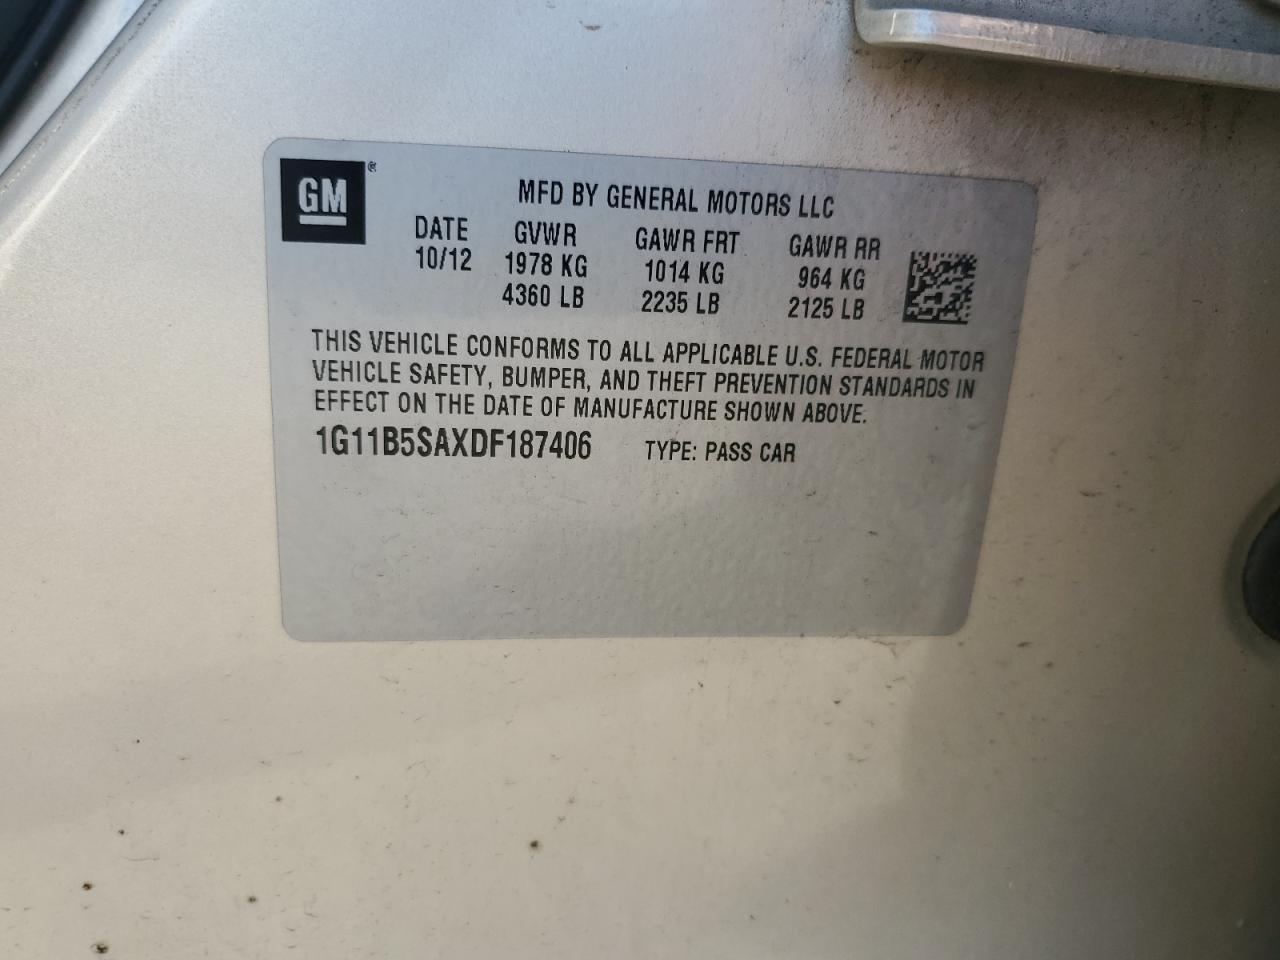 GM®
MFD BY GENERAL MOTORS LLC
DATE GVWR GAWR FRT GAWR RR
10/12 1978 KG 1014 KG 964 KG
4360 LB 2235 LB 2125 LB
THIS VEHICLE CONFORMS TO ALL APPLICABLE U.S. FEDERAL MOTOR
VEHICLE SAFETY, BUMPER, AND THEFT PREVENTION STANDARDS IN
EFFECT ON THE DATE OF MANUFACTURE SHOWN ABOVE.
1G11B5SAXDF187406 TYPE: PASS CAR